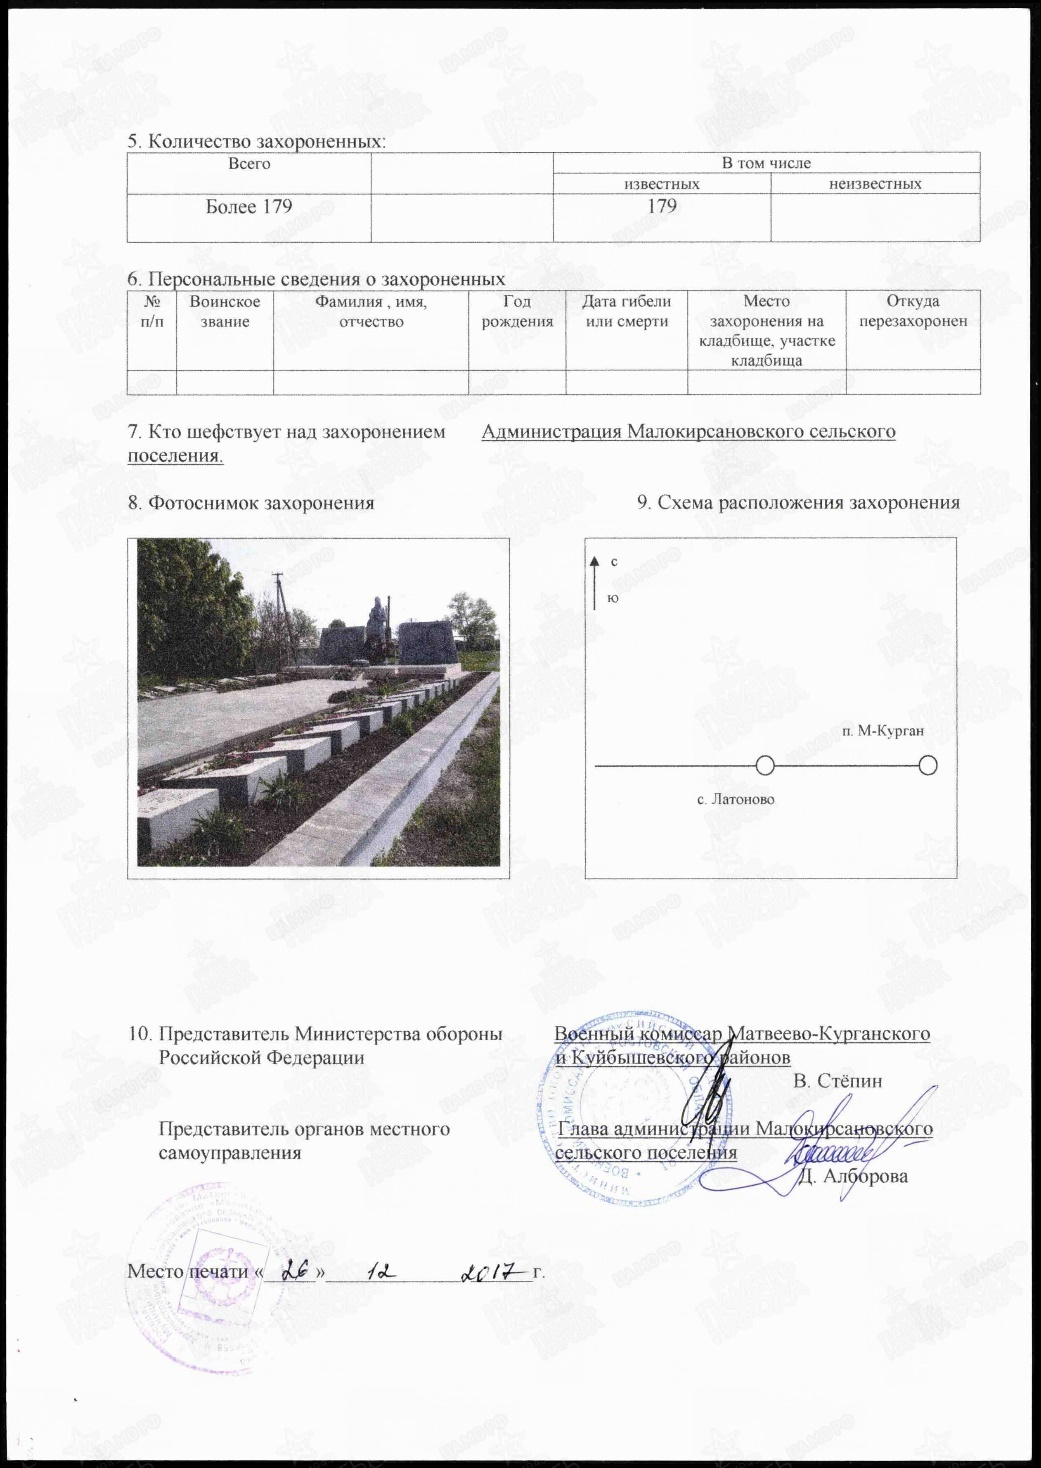 5. Количество захороненных:
Всего
В том числе
известных
неизвестных
Более 179
179
6. Персональные сведения о захороненных
№ п/п
Воинское звание
Фамилия , имя, отчество
Год рождения
Дата гибели или смерти
Место захоронения на кладбище, участке кладбища
Откуда перезахоронен
7. Кто шефствует над захоронением Администрация Малокирсановского сельского
поселения.
8. Фотоснимок захоронения
9. Схема расположения захоронения
с
ю
п. М-Курган
с. Латоново
10. Представитель Министерства обороны
Российской Федерации
Военный комиссар Матвеево-Курганского
и Куйбышевского районов
В. Стёпин
Представитель органов местного
самоуправления
Глава администрации Малокирсановского
сельского поселения
Д. Алборова
Место печати «26» 12 2017 г.